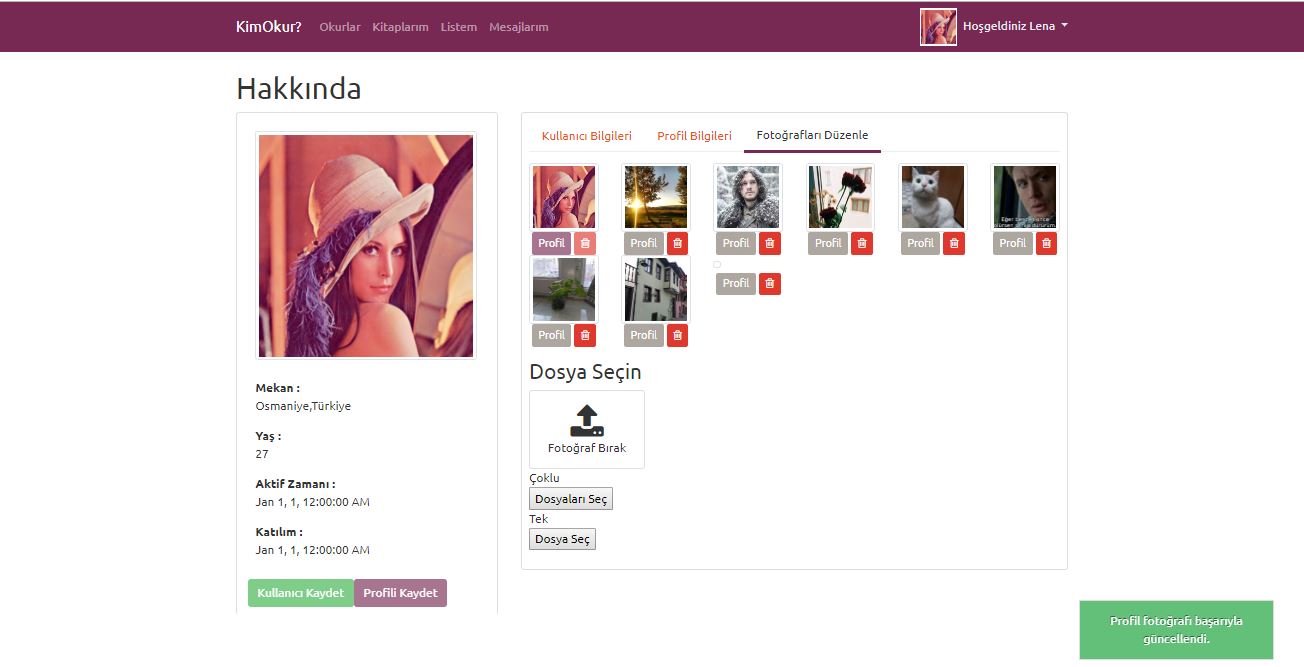 KimOkur? Okurlar Kitaplarım Listem Mesajlarım Hoşgeldiniz Lena
Hakkında
Mekan :
Osmaniye,Türkiye
Yaş :
27
Aktif Zamanı :
Jan 1, 1, 12:00:00 AM
Katılım :
Jan 1, 1, 12:00:00 AM
Kullanıcı Kaydet Profili Kaydet
Kullanıcı Bilgileri Profil Bilgileri Fotoğrafları Düzenle
Profil Profil Profil Profil Profil Profil
Profil Profil Profil
Dosya Seçin
Fotoğraf Bırak
Çoklu
Dosyaları Seç
Tek
Dosya Seç
Profil fotoğrafı başarıyla
güncellendi.